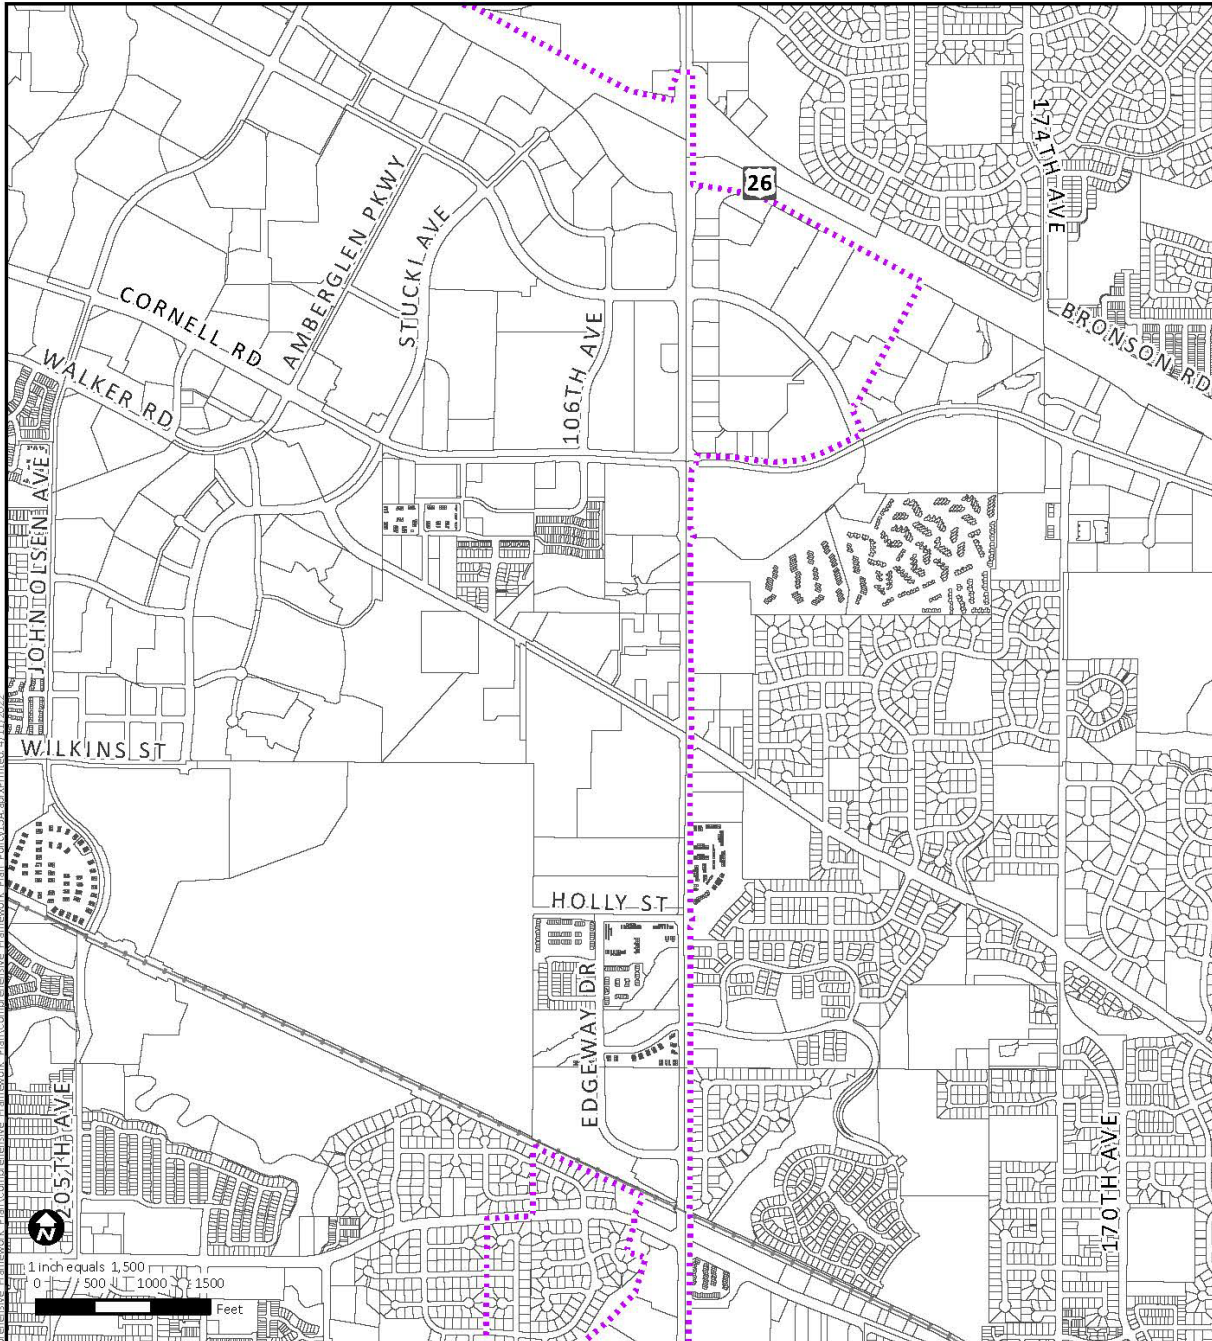 174TH AVE
26
AMBERGLEN PKWY
STUCKI AVE
CORNELL RD
106TH AVE
BRONSON RD
WALKER RD
JOHN OLSEN AVE
WILKINS ST
HOLLY ST
EDGEWAY DR
205TH AVE
170TH AVE
N
1 inch equals 1,500
0 500 1000 1500
Feet